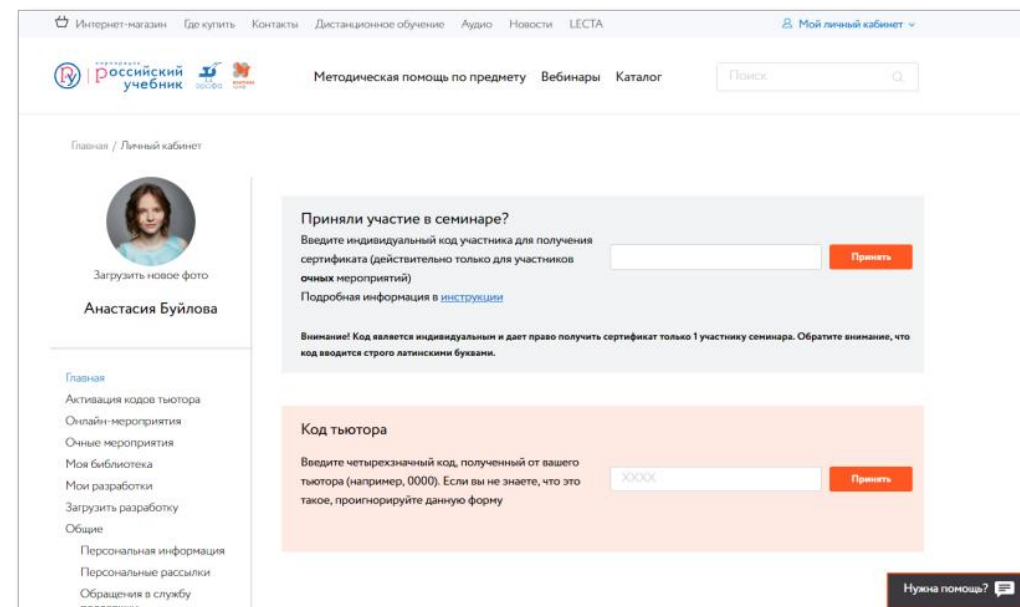 Интернет-магазин Где купить Контакты Дистанционное обучение Аудио Новости LECTA Мой личный кабинет
корпорация
российский
учебник
Методическая помощь по предмету Вебинары Каталог Поиск
Главная / Личный кабинет
Загрузить новое фото
Анастасия Буйлова
Главная
Активация кодов тьютора
Онлайн-мероприятия
Очные мероприятия
Моя библиотека
Мои разработки
Загрузить разработку
Общие
Персональная информация
Персональные рассылки
Обращения в службу
Приняли участие в семинаре?
Введите индивидуальный код участника для получения
сертификата (действительно только для участников
очных мероприятий)
Подробная информация в инструкции
Принять
Внимание! Код является индивидуальным и дает право получить сертификат только 1 участнику семинара. Обратите внимание, что
код вводится строго латинскими буквами.
Код тьютора
Введите четырехзначный код, полученный от вашего
тьютора (например, 0000). Если вы не знаете, что это
такое, проигнорируйте данную форму
XXXX
Принять
Нужна помощь?